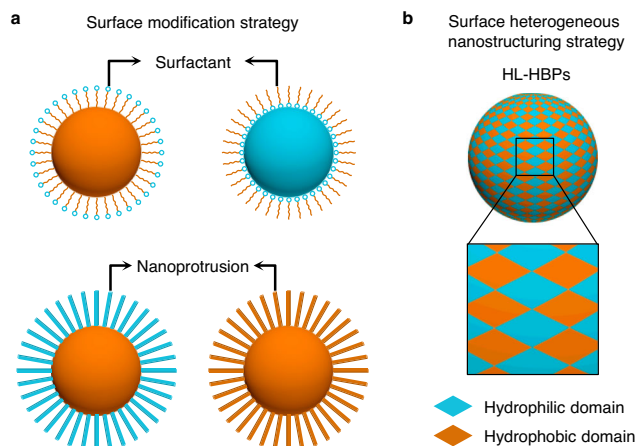 a
Surface modification strategy
Surfactant
Nanoprotrusion
b
Surface heterogeneous
nanostructuring strategy
HL-HBPs
Hydrophilic domain
Hydrophobic domain